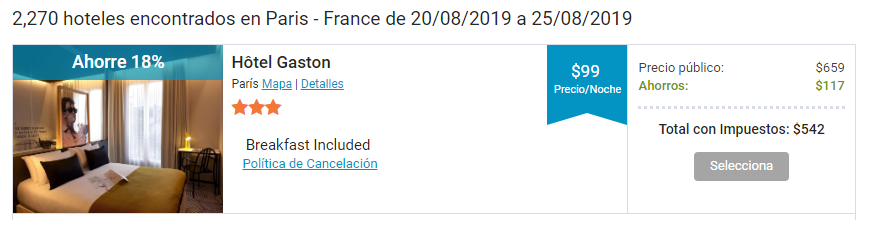 2,270 hoteles encontrados en Paris - France de 20/08/2019 a 25/08/2019
Ahorre 18%
Hôtel Gaston
París Mapa | Detalles
Breakfast Included
Política de Cancelación
$99
Precio/Noche
Precio público: $659
Ahorros: $117
Total con Impuestos: $542
Selecciona